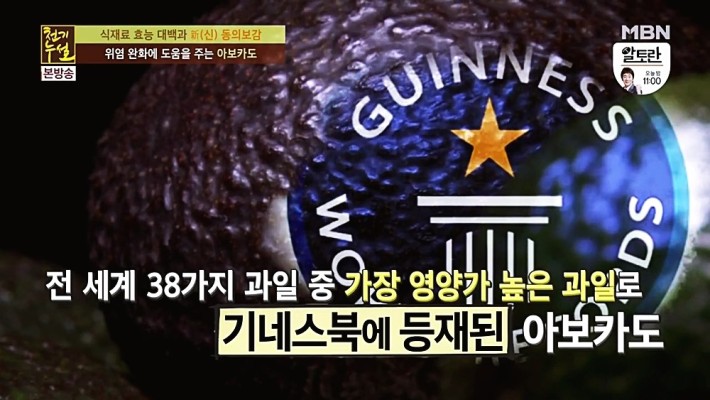 천기누설
본방송
식재료 효능 대백과 新(신) 동의보감
위염 완화에 도움을 주는 아보카도
MBN
알토란
오늘밤
11:00
GUINNESS
WO
RDS
전 세계 38가지 과일 중 가장 영양가 높은 과일로
기네스북에 등재된 아보카도